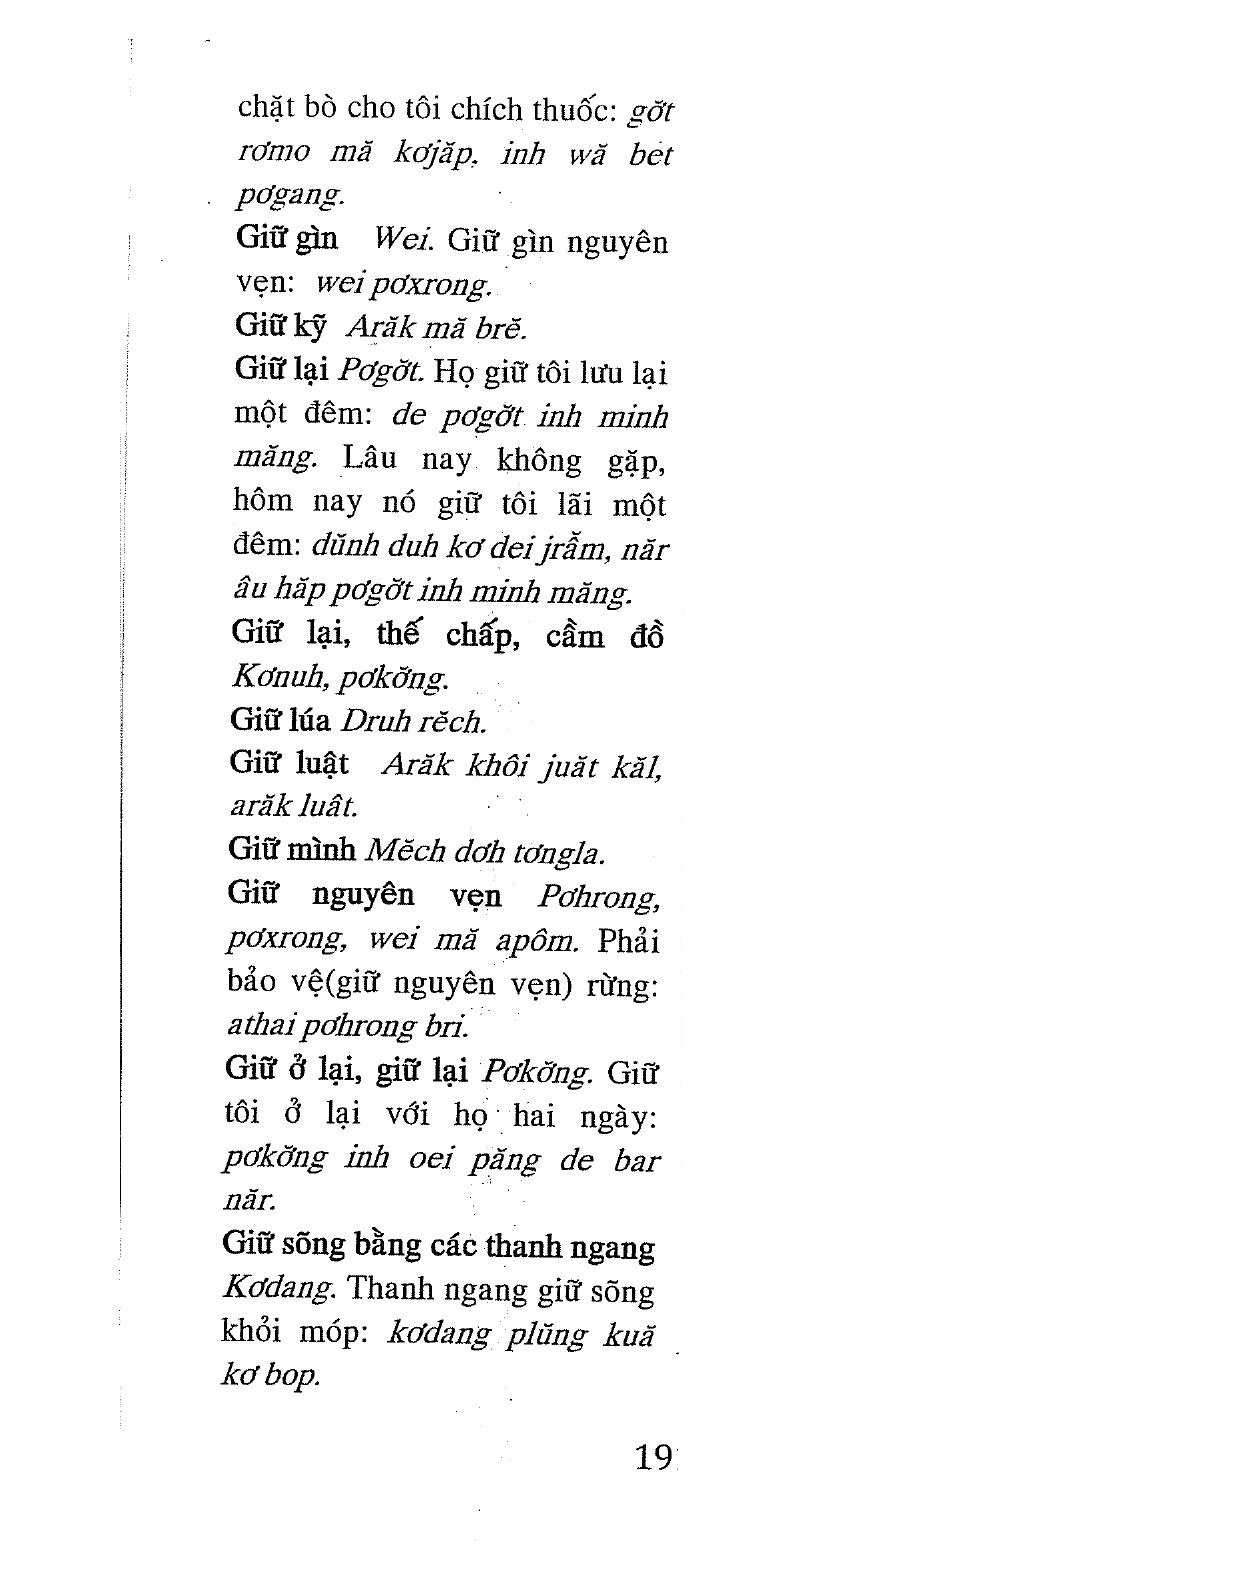 chặt bò cho tôi chích thuốc: gơ̆t
rơmo mă kơjăp, inh wă bet
pơgang.
Giữ gìn Wei. Giữ gìn nguyên
vẹn: wei pơxrong.
Giữ kỹ Arăk mă brĕ.
Giữ lại Pơgơ̆t. Họ giữ tôi lưu lại
một đêm: de pơgơ̆t inh minh
măng. Lâu nay không gặp,
hôm nay nó giữ tôi lãi một
đêm: dŭnh duh kơ dei jrẵm, năr
âu hăp pơgơ̆t inh minh măng.
Giữ lại, thế chấp, cầm đồ
Kơnuh, pơkơ̆ng.
Giữ lúa Druh rĕch.
Giữ luật Arăk khôi juăt kăl,
arăk luât.
Giữ mình Mĕch dơh tơngla.
Giữ nguyên vẹn Pơhrong,
pơxrong, wei mă apôm. Phải
bảo vệ(giữ nguyên vẹn) rừng:
athai pơhrong bri.
Giữ ở lại, giữ lại Pơkơ̆ng. Giữ
tôi ở lại với họ hai ngày:
pơkơ̆ng inh oei păng de bar
năr.
Giữ sõng bằng các thanh ngang
Kơdang. Thanh ngang giữ sõng
khỏi móp: kơdang plŭng kuă
kơ bop.
19